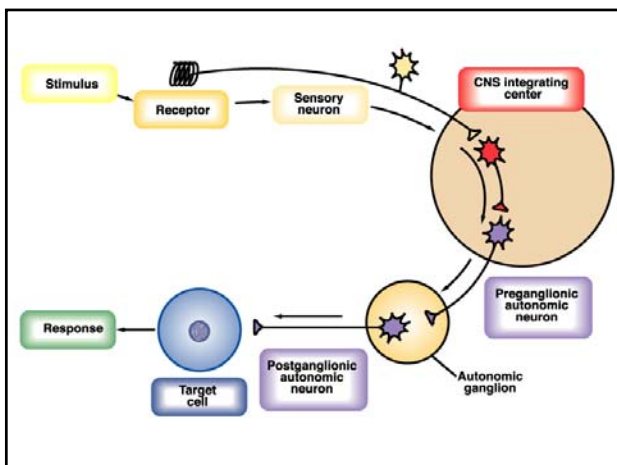 Stimulus
Receptor
Sensory
neuron
CNS integrating
center
Preganglionic
autonomic
neuron
Autonomic
ganglion
Postganglionic
autonomic
neuron
Target
cell
Response